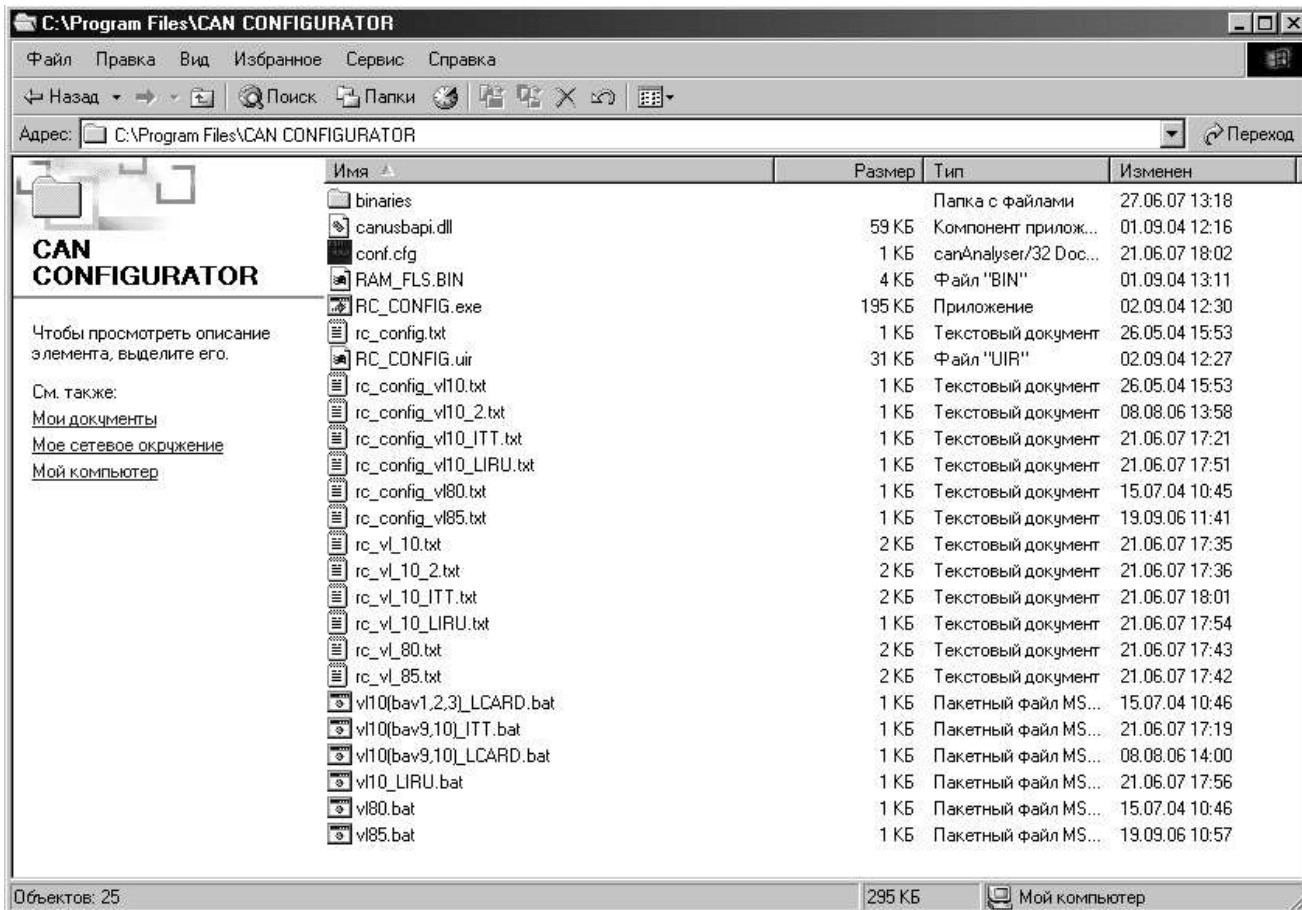 C:\Program Files\CAN CONFIGURATOR
Файл Правка Вид Избранное Сервис Справка
Назад Поиск Папки
Адрес: C:\Program Files\CAN CONFIGURATOR Переход
CAN
CONFIGURATOR
Чтобы просмотреть описание
элемента, выделите его.
См. также:
Мои документы
Мое сетевое окружение
Мой компьютер
Имя Размер Тип Изменен
binaries Папка с файлами 27.06.07 13:18
canusbapi.dll 59 КБ Компонент прилож... 01.09.04 12:16
conf.cfg 1 КБ canAnalyser/32 Doc... 21.06.07 18:02
RAM_FLS.BIN 4 КБ Файл "BIN" 01.09.04 13:11
RC_CONFIG.exe 195 КБ Приложение 02.09.04 12:30
rc_config.txt 1 КБ Текстовый документ 26.05.04 15:53
RC_CONFIG.uir 31 КБ Файл "UIR" 02.09.04 12:27
rc_config_vl10.txt 1 КБ Текстовый документ 26.05.04 15:53
rc_config_vl10_2.txt 1 КБ Текстовый документ 08.08.06 13:58
rc_config_vl10_ITT.txt 1 КБ Текстовый документ 21.06.07 17:21
rc_config_vl10_LIRU.txt 1 КБ Текстовый документ 21.06.07 17:51
rc_config_vl80.txt 1 КБ Текстовый документ 15.07.04 10:45
rc_config_vl85.txt 1 КБ Текстовый документ 19.09.06 11:41
rc_vl_10.txt 2 КБ Текстовый документ 21.06.07 17:35
rc_vl_10_2.txt 2 КБ Текстовый документ 21.06.07 17:36
rc_vl_10_ITT.txt 2 КБ Текстовый документ 21.06.07 18:01
rc_vl_10_LIRU.txt 1 КБ Текстовый документ 21.06.07 17:54
rc_vl_80.txt 2 КБ Текстовый документ 21.06.07 17:43
rc_vl_85.txt 2 КБ Текстовый документ 21.06.07 17:42
vl10(bav1,2,3)_LCARD.bat 1 КБ Пакетный файл MS... 15.07.04 10:46
vl10(bav9,10)_ITT.bat 1 КБ Пакетный файл MS... 21.06.07 17:19
vl10(bav9,10)_LCARD.bat 1 КБ Пакетный файл MS... 08.08.06 14:00
vl10_LIRU.bat 1 КБ Пакетный файл MS... 21.06.07 17:56
vl80.bat 1 КБ Пакетный файл MS... 15.07.04 10:46
vl85.bat 1 КБ Пакетный файл MS... 19.09.06 10:57
Объектов: 25 295 КБ Мой компьютер